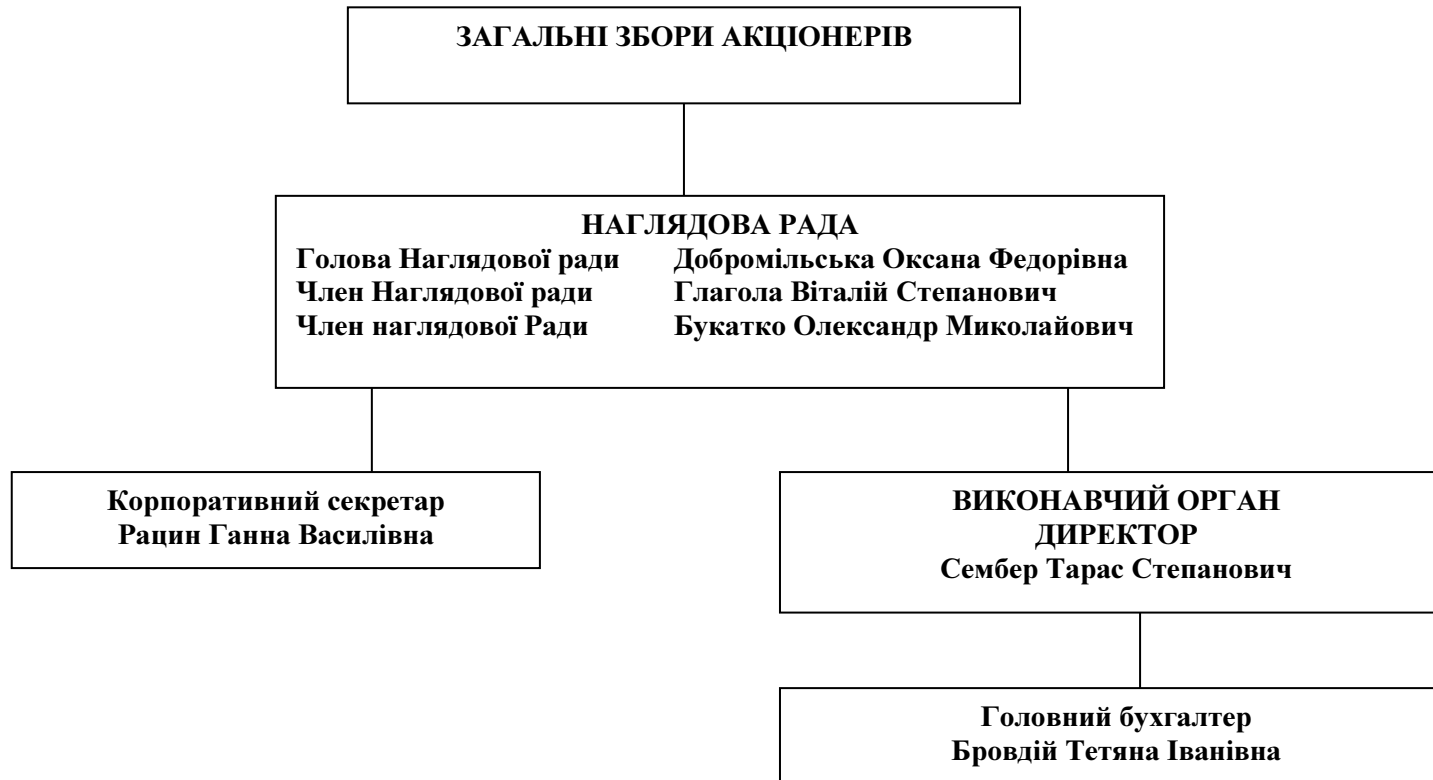 ЗАГАЛЬНІ ЗБОРИ АКЦІОНЕРІВ
НАГЛЯДОВА РАДА
Голова Наглядової ради Добромільська Оксана Федорівна
Член Наглядової ради Глагола Віталій Степанович
Член наглядової Ради Букатко Олександр Миколайович
Корпоративний секретар
Рацин Ганна Василівна
ВИКОНАВЧИЙ ОРГАН
ДИРЕКТОР
Сембер Тарас Степанович
Головний бухгалтер
Бровдій Тетяна Іванівна